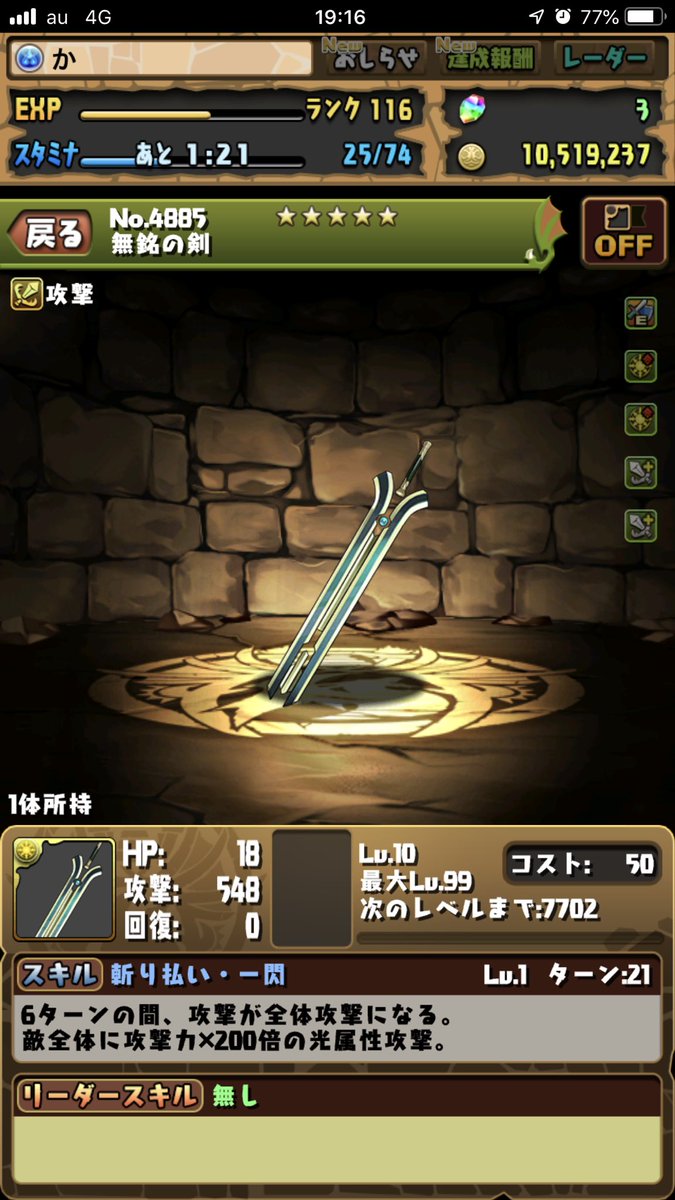 au 4G 19:16 77%
か Newおしらせ New達成報酬 レーダー
EXP ランク 116 3
スタミナ あと 1:21 25/74 10,519,237
戻る No.4885 ★★★★★ OFF
無銘の剣
攻撃
E
1体所持
HP: 18 Lv.10 コスト: 50
攻撃: 548 最大Lv.99
回復: 0 次のレベルまで:7702
スキル 斬り払い・一閃 Lv.1 ターン:21
6ターンの間、攻撃が全体攻撃になる。
敵全体に攻撃力×200倍の光属性攻撃。
リーダースキル 無し